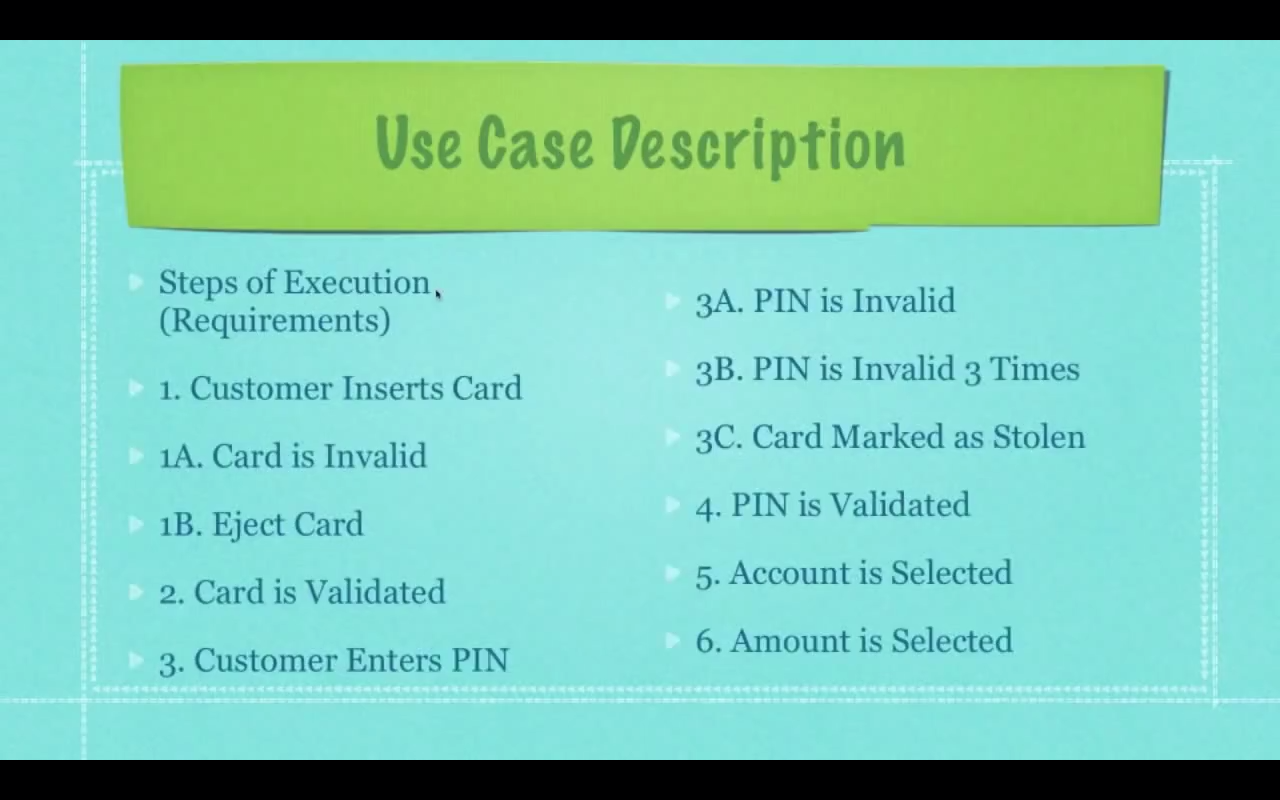 Use Case Description
Steps of Execution
(Requirements)
1. Customer Inserts Card
1A. Card is Invalid
1B. Eject Card
2. Card is Validated
3. Customer Enters PIN
3A. PIN is Invalid
3B. PIN is Invalid 3 Times
3C. Card Marked as Stolen
4. PIN is Validated
5. Account is Selected
6. Amount is Selected